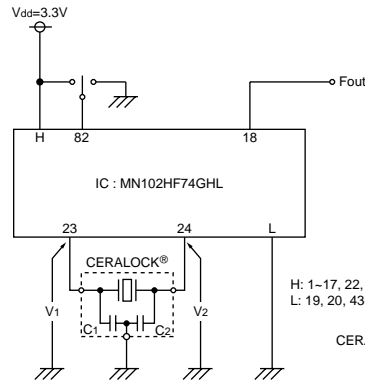 Vdd=3.3V
Fout
H
82
18
IC : MN102HF74GHL
23
24
L
CERALOCK®
V1
C1
C2
V2
H: 1~17, 22,
L: 19, 20, 43
CERA